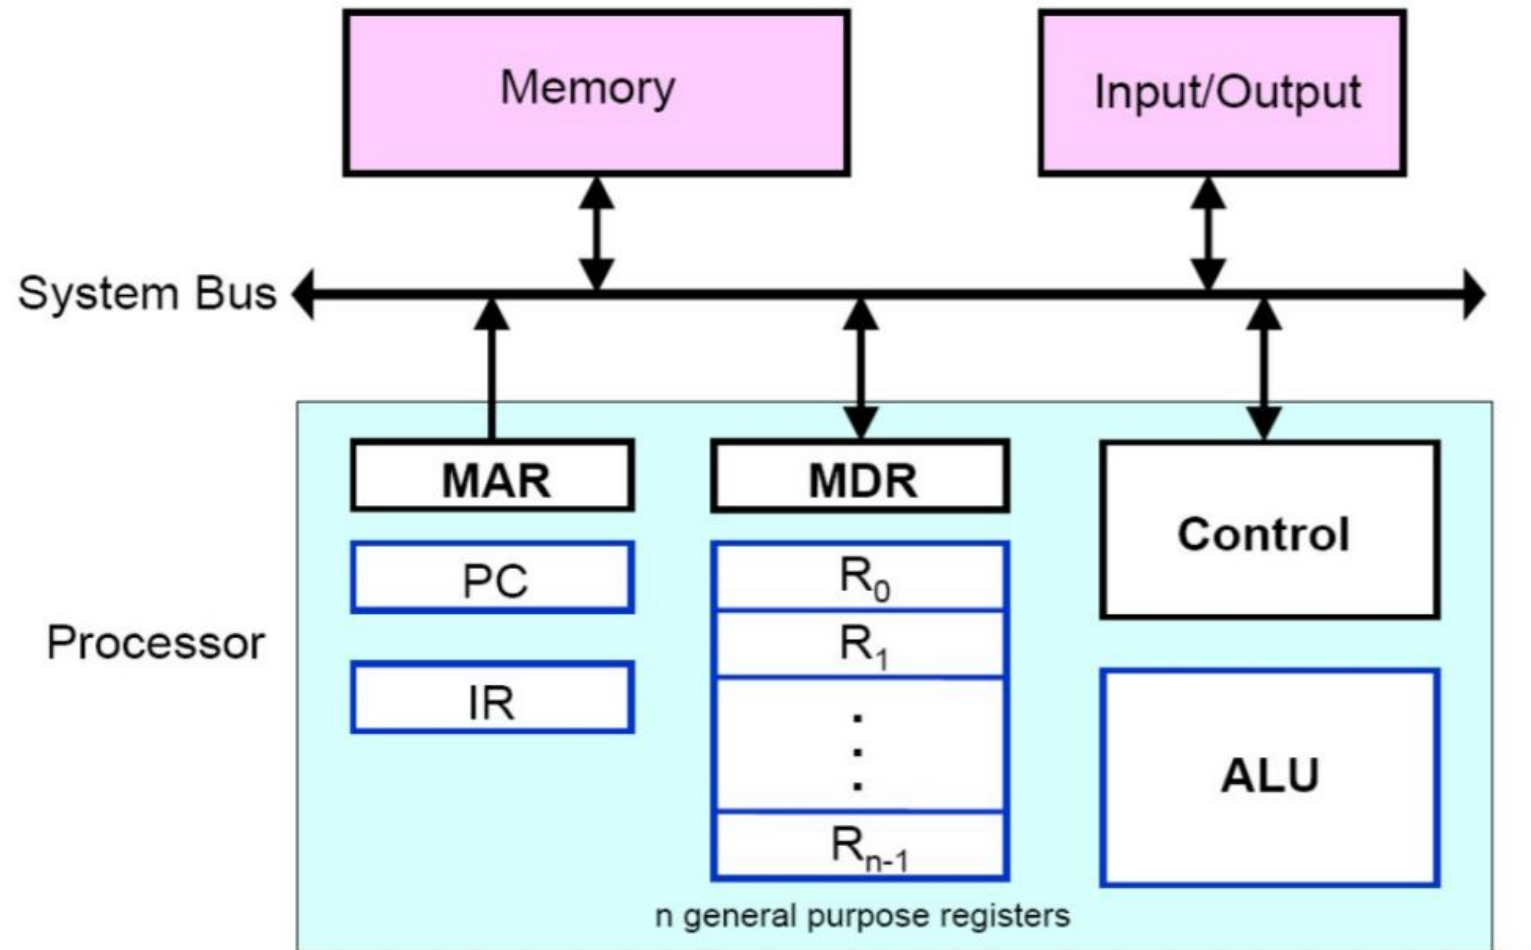 Memory
Input/Output
System Bus
MAR
MDR
Control
PC
R0
Processor
R1
IR
.
.
.
ALU
Rn-1
n general purpose registers